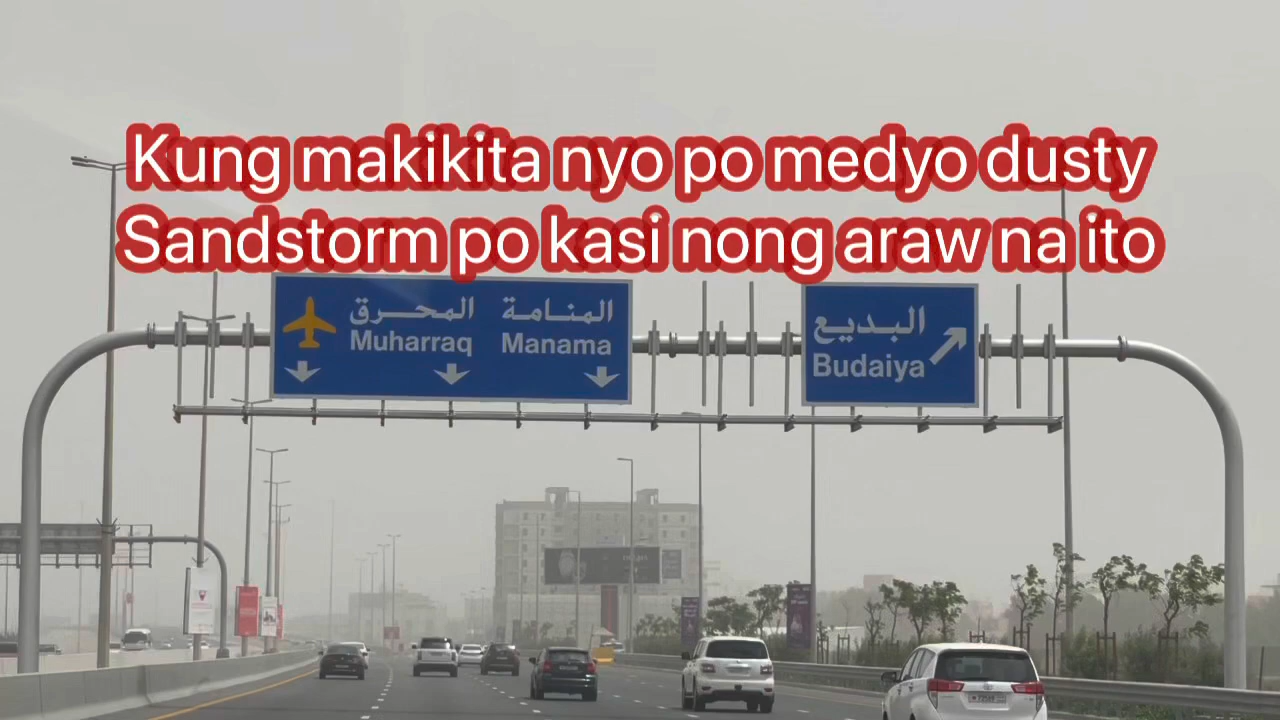 Kung makikita nyo po medyo dusty
Sandstorm po kasi nong araw na ito
المحرق المنامة
Muharraq Manama
البديع
Budaiya